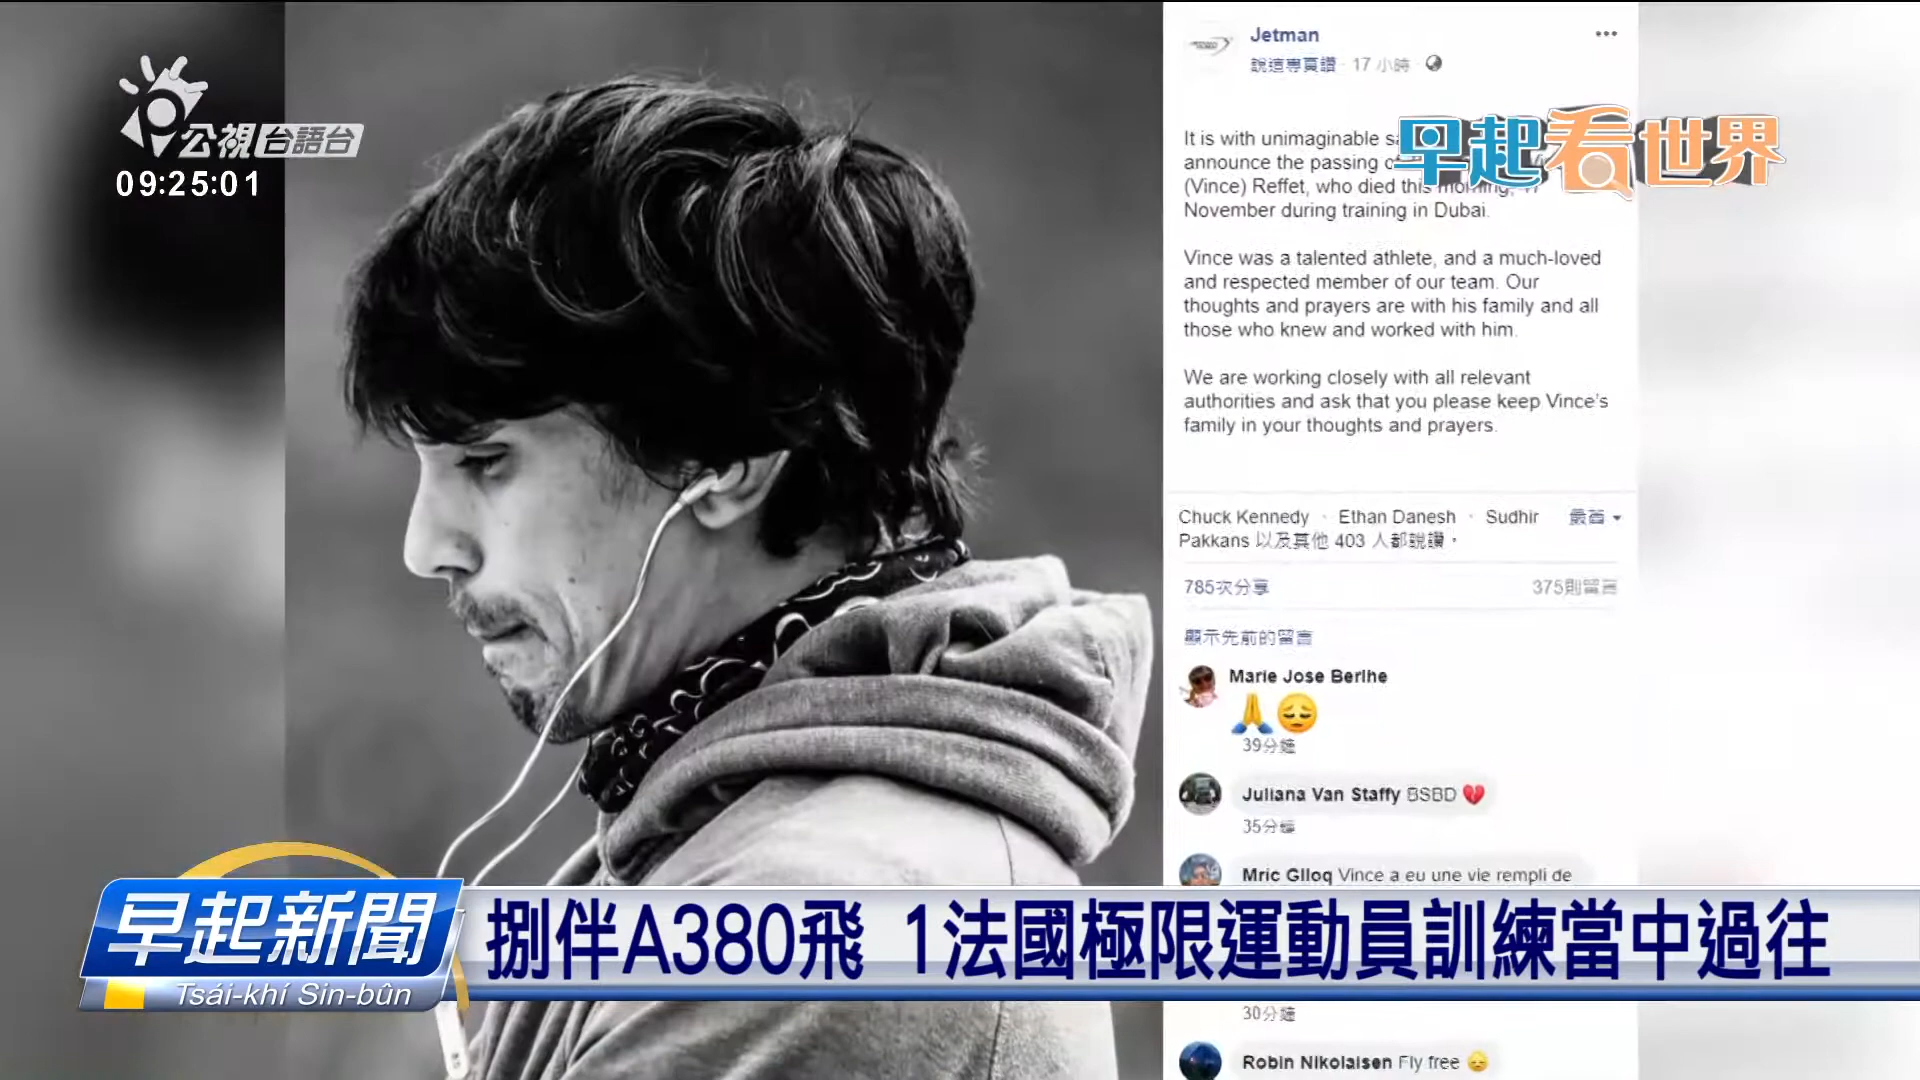 公視台語台
09:25:01
Jetman
說這專頁讚 · 17 小時 ·
早起看世界
It is with unimaginable
announce the passing of
(Vince) Reffet, who died this morning, 17
November during training in Dubai.
Vince was a talented athlete, and a much-loved
and respected member of our team. Our
thoughts and prayers are with his family and all
those who knew and worked with him.
We are working closely with all relevant
authorities and ask that you please keep Vince's
family in your thoughts and prayers.
Chuck Kennedy · Ethan Danesh · Sudhir
Pakkans 以及其他 403 人都說讚。
785次分享
375則留言
顯示先前的留言
Marie Jose Berlhe
🙏😔
39分鐘
Juliana Van Staffy BSBD 💔
35分鐘
Mric Glloq Vince a eu une vie rempli de
早起新聞
Tsái-khí Sin-bûn
捌伴A380飛 1法國極限運動員訓練當中過往
30分鐘
Robin Nikolaisen Fly free 😔